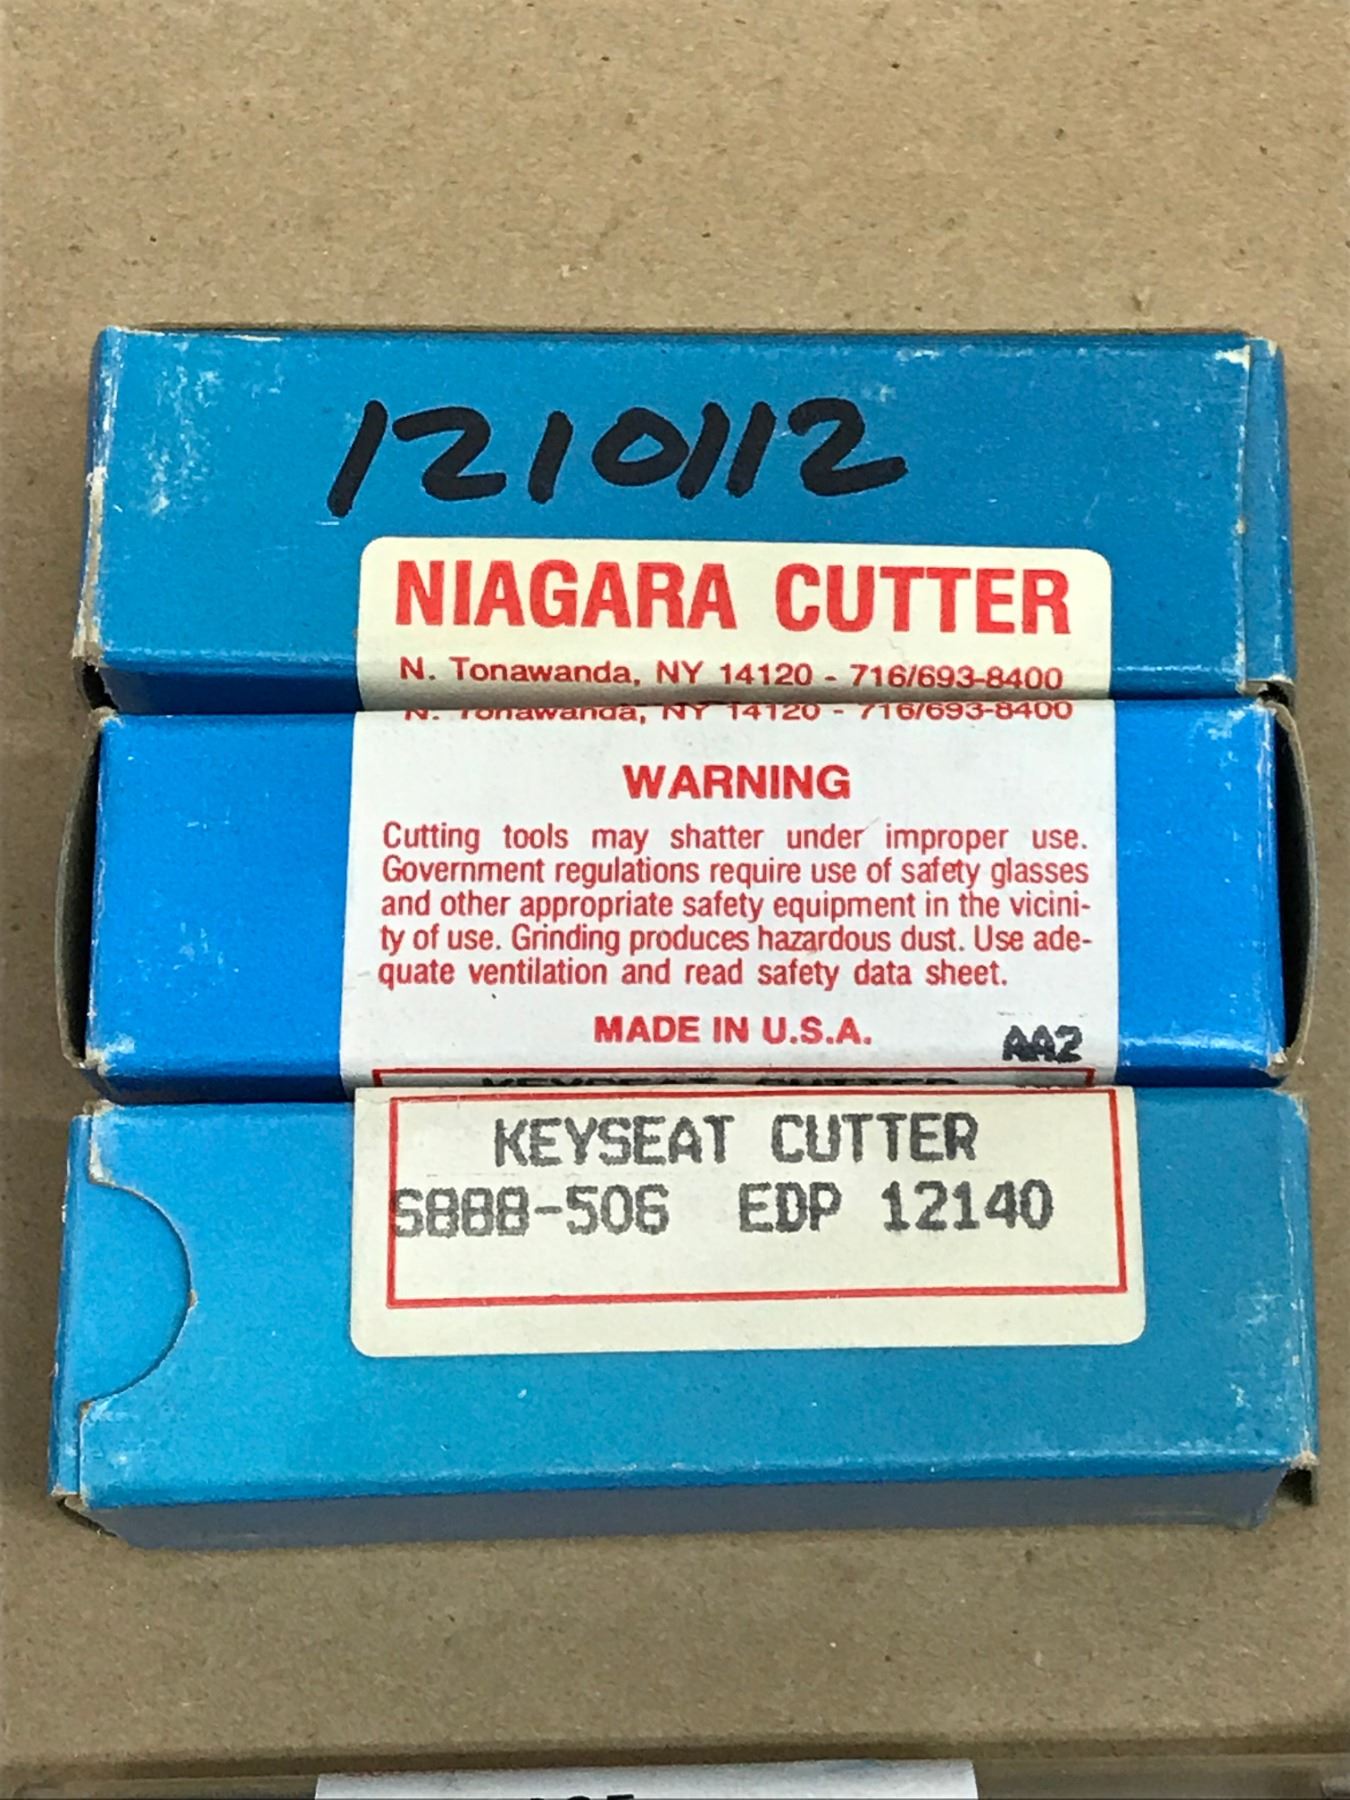 1210112
NIAGARA CUTTER
N. Tonawanda, NY 14120 - 716/693-8400
N. Tonawanda, NY 14120 - 716/693-8400
WARNING
Cutting tools may shatter under improper use.
Government regulations require use of safety glasses
and other appropriate safety equipment in the vicini-
ty of use. Grinding produces hazardous dust. Use ade-
quate ventilation and read safety data sheet.
MADE IN U.S.A.
AA2
KEYSEAT CUTTER
KEYSEAT CUTTER
S888-506 EDP 12140